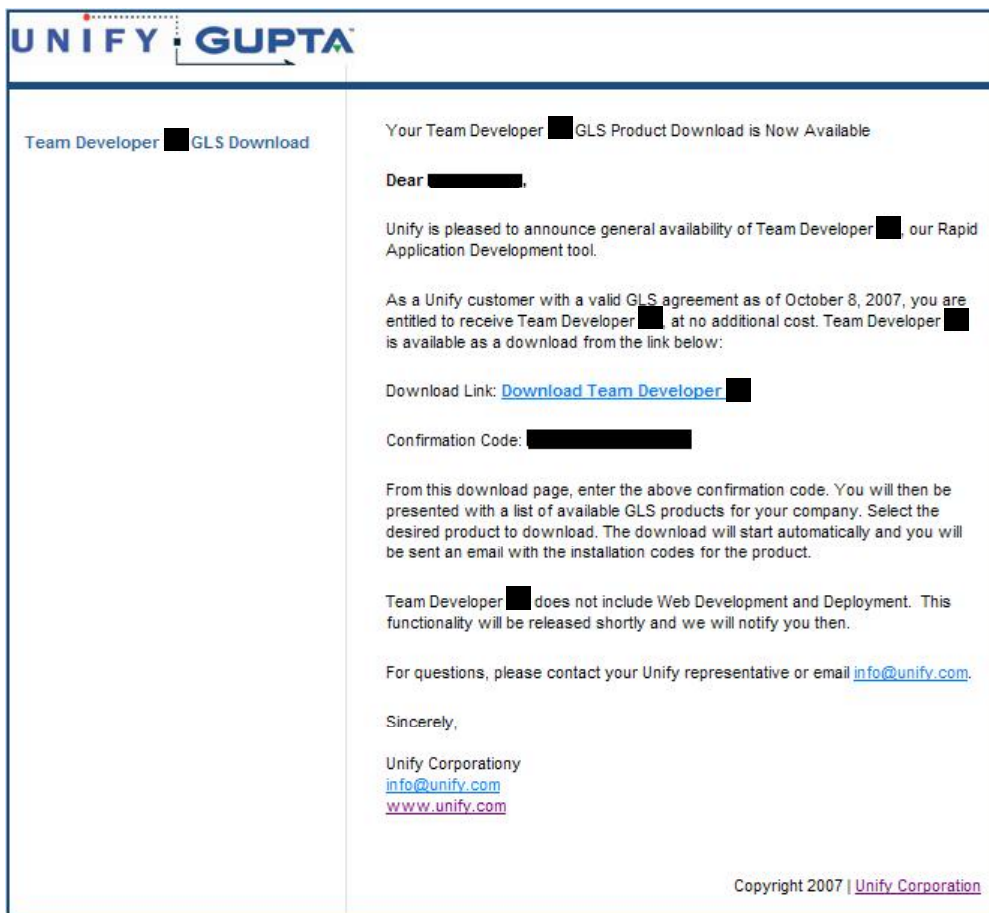 UNIFY GUPTA
Team Developer GLS Download
Your Team Developer GLS Product Download is Now Available
Dear ,
Unify is pleased to announce general availability of Team Developer , our Rapid
Application Development tool.
As a Unify customer with a valid GLS agreement as of October 8, 2007, you are
entitled to receive Team Developer , at no additional cost. Team Developer
is available as a download from the link below:
Download Link: Download Team Developer
Confirmation Code:
From this download page, enter the above confirmation code. You will then be
presented with a list of available GLS products for your company. Select the
desired product to download. The download will start automatically and you will
be sent an email with the installation codes for the product.
Team Developer does not include Web Development and Deployment. This
functionality will be released shortly and we will notify you then.
For questions, please contact your Unify representative or email info@unify.com.
Sincerely,
Unify Corporationy
info@unify.com
www.unify.com
Copyright 2007 | Unify Corporation